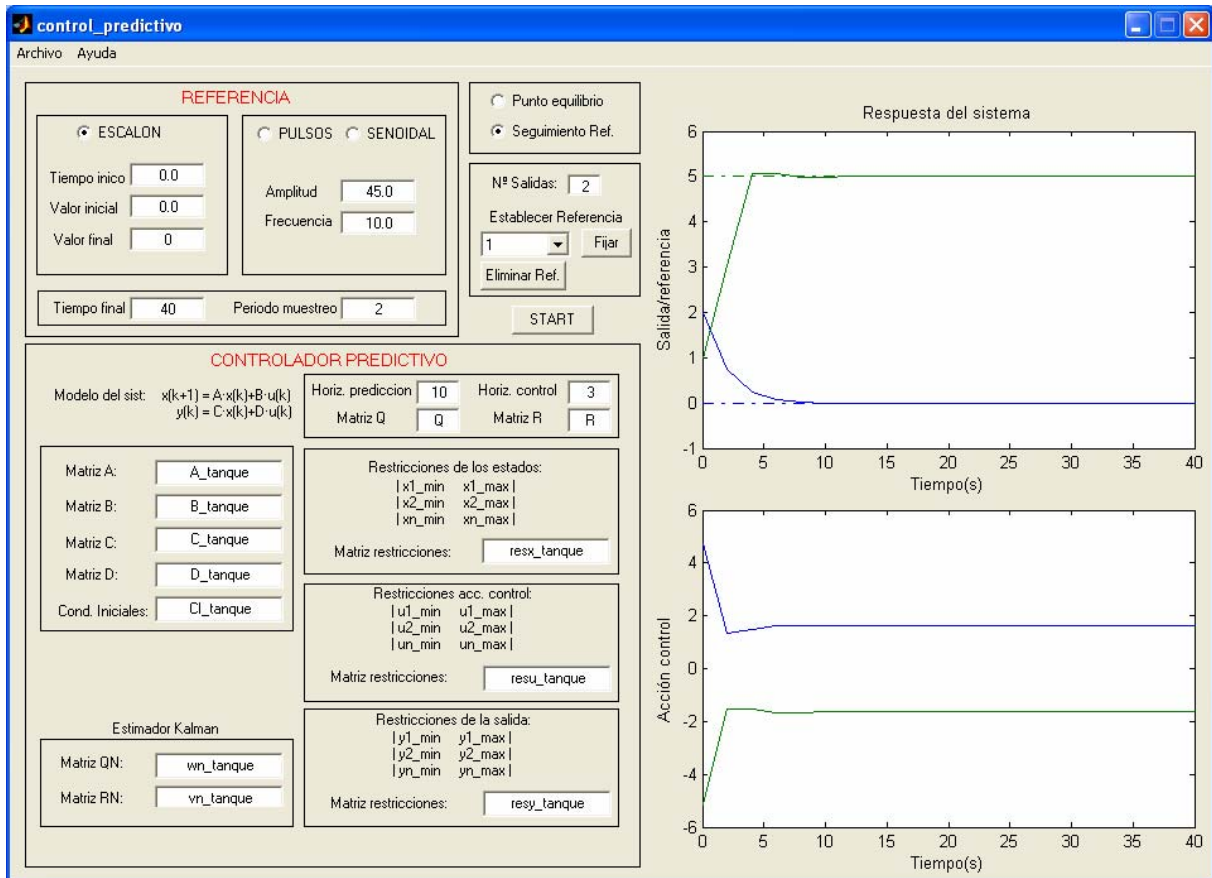 control_predictivo
Archivo Ayuda
REFERENCIA
ESCALON
Tiempo inico 0.0
Valor inicial 0.0
Valor final 0
PULSOS SENOIDAL
Amplitud 45.0
Frecuencia 10.0
Tiempo final 40 Periodo muestreo 2
Punto equilibrio
Seguimiento Ref.
Nº Salidas: 2
Establecer Referencia
1 Fijar
Eliminar Ref.
START
CONTROLADOR PREDICTIVO
Modelo del sist: x(k+1) = A·x(k)+B·u(k)
y(k) = C·x(k)+D·u(k)
Horiz. prediccion 10 Horiz. control 3
Matriz Q Q Matriz R R
Matriz A: A_tanque
Matriz B: B_tanque
Matriz C: C_tanque
Matriz D: D_tanque
Cond. Iniciales: CI_tanque
Restricciones de los estados:
|x1_min x1_max|
|x2_min x2_max|
|xn_min xn_max|
Matriz restricciones: resx_tanque
Restricciones acc. control:
|u1_min u1_max|
|u2_min u2_max|
|un_min un_max|
Matriz restricciones: resu_tanque
Estimador Kalman
Matriz QN: wn_tanque
Matriz RN: vn_tanque
Restricciones de la salida:
|y1_min y1_max|
|y2_min y2_max|
|yn_min yn_max|
Matriz restricciones: resy_tanque
Respuesta del sistema
Salida/referencia
6
5
4
3
2
1
0
-1
0 5 10 15 20 25 30 35 40
Tiempo(s)
Acción control
6
4
2
0
-2
-4
-6
0 5 10 15 20 25 30 35 40
Tiempo(s)